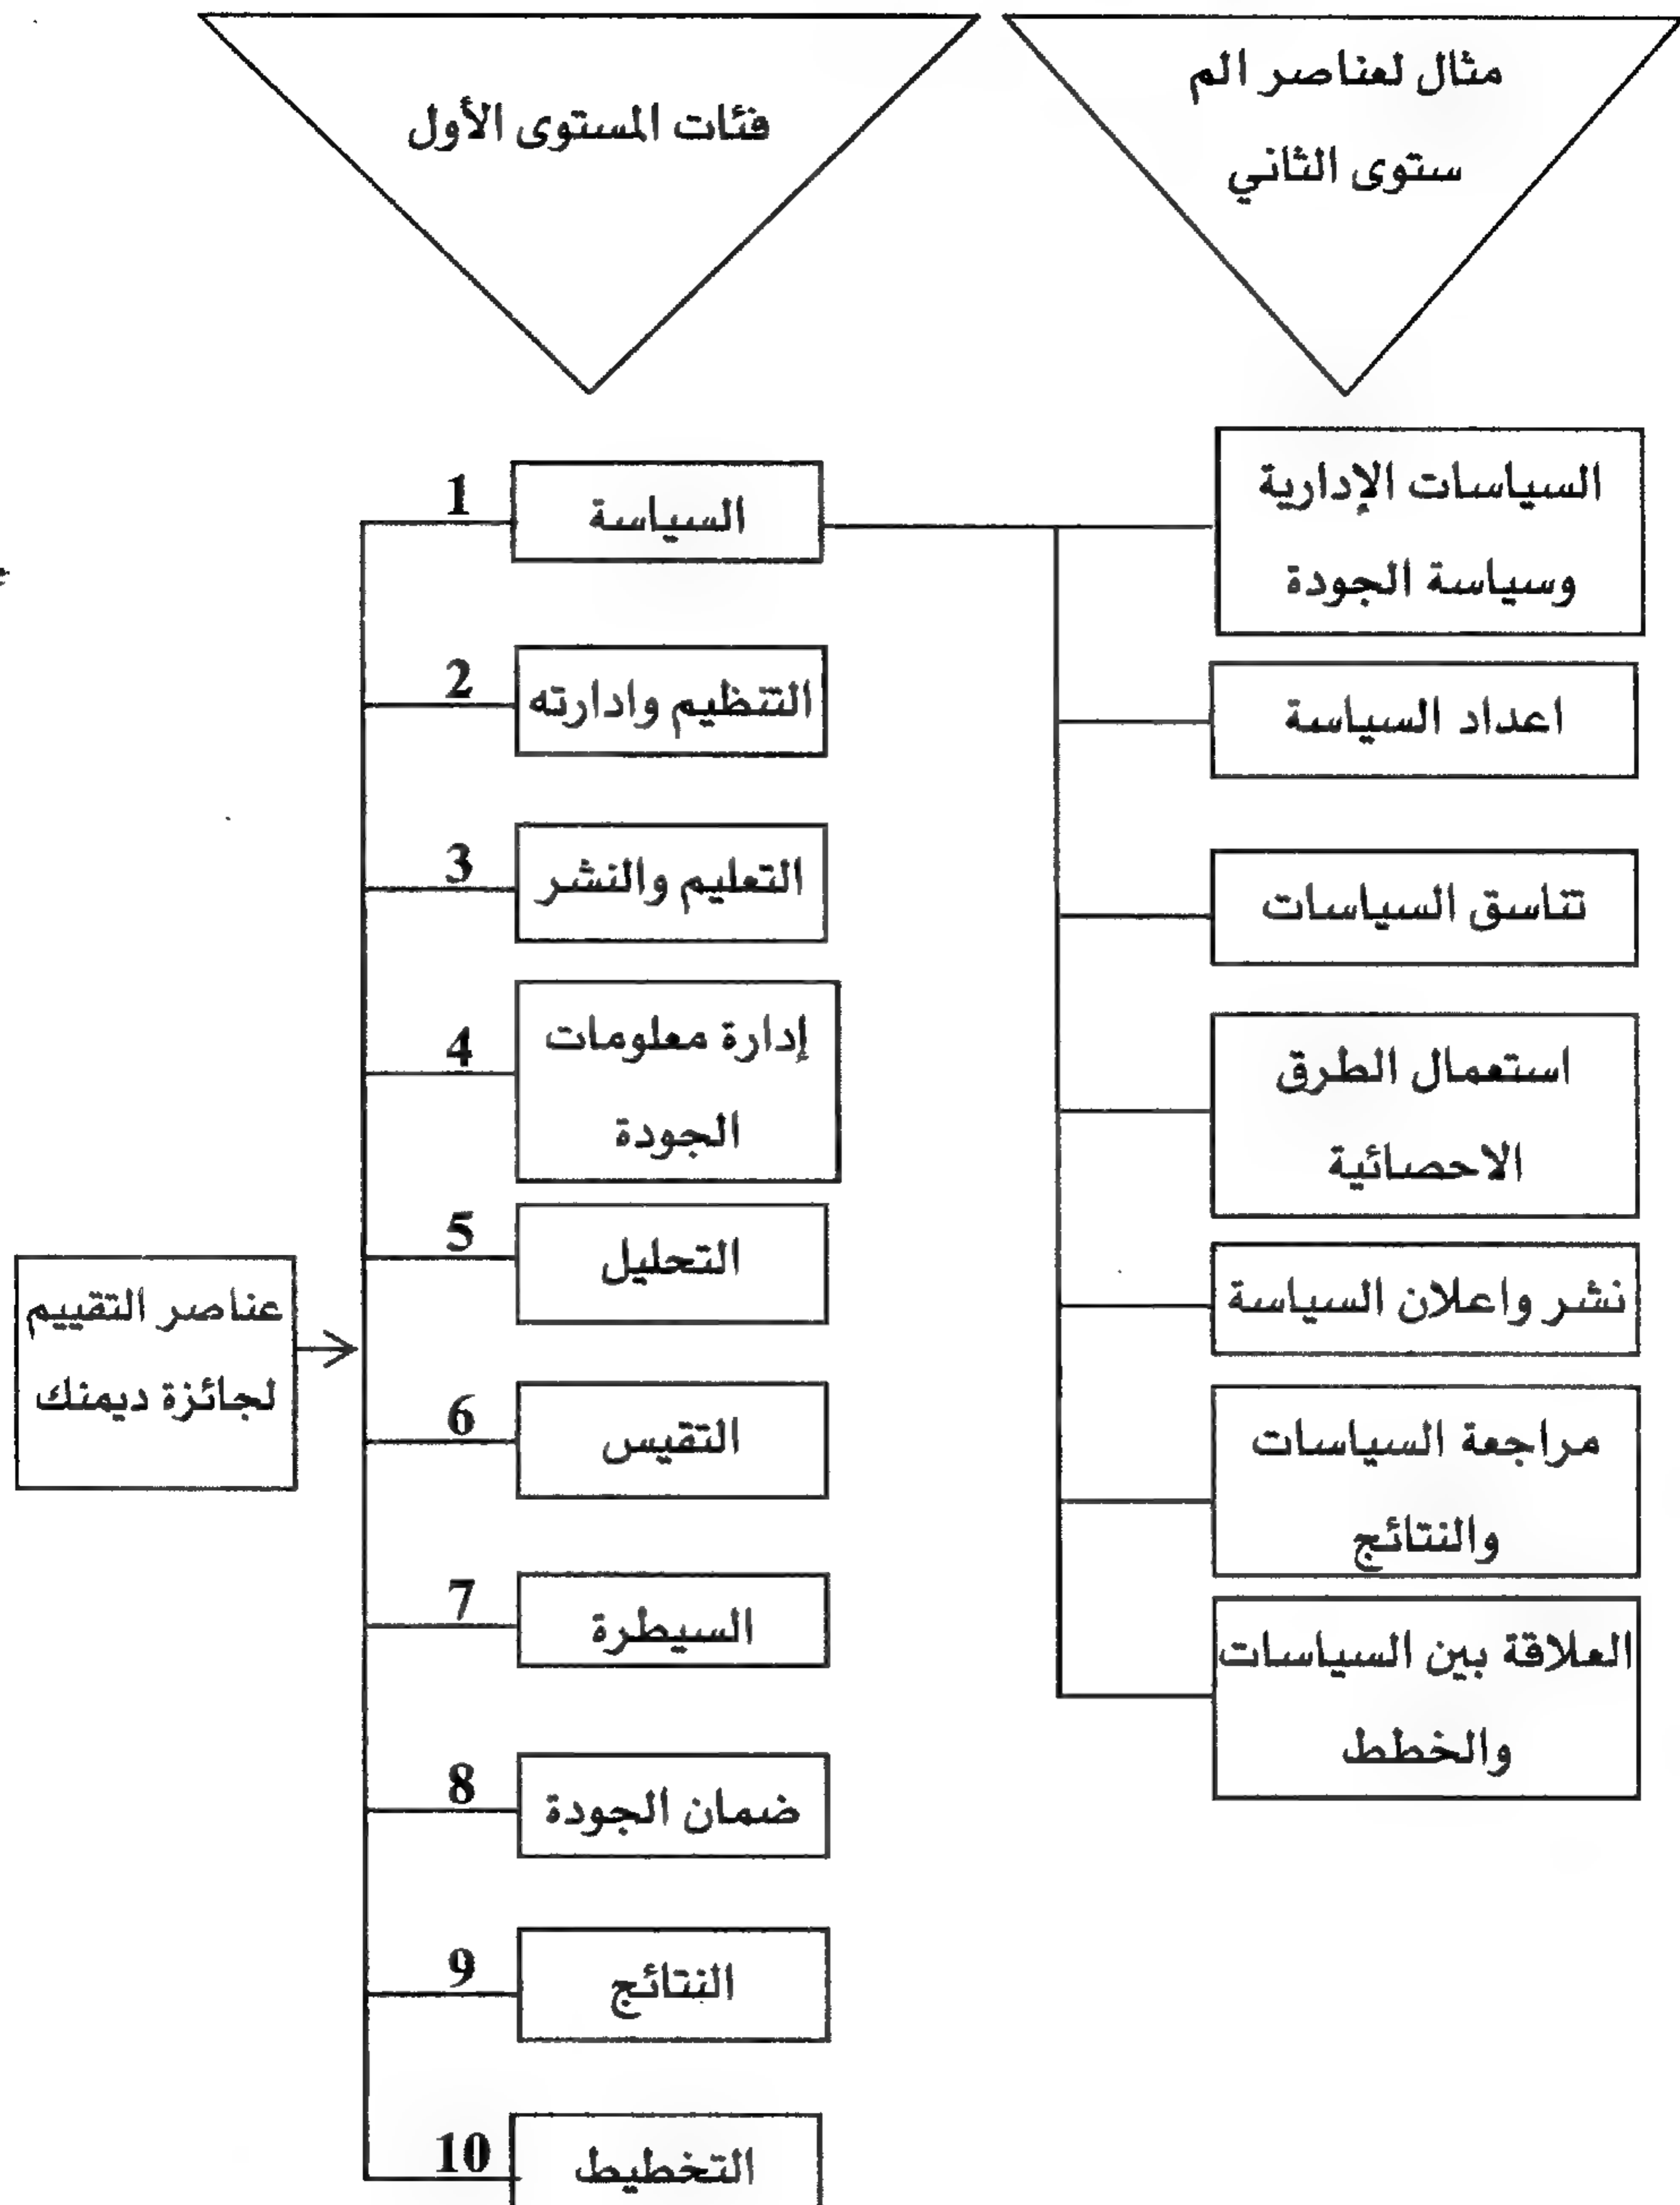 مثال لعناصر الم
ستوى الثاني
فئات المستوى الأول
عناصر التقييم
لجائزة ديمنك
1
السياسة
2
التنظيم وادارته
3
التعليم والنشر
4
إدارة معلومات
الجودة
5
التحليل
6
التقيس
7
السيطرة
8
ضمان الجودة
9
النتائج
10
التخطيط
السياسات الإدارية
وسياسة الجودة
اعداد السياسة
تناسق السياسات
استعمال الطرق
الاحصائية
نشر واعلان السياسة
مراجعة السياسات
والنتائج
العلاقة بين السياسات
والخطط